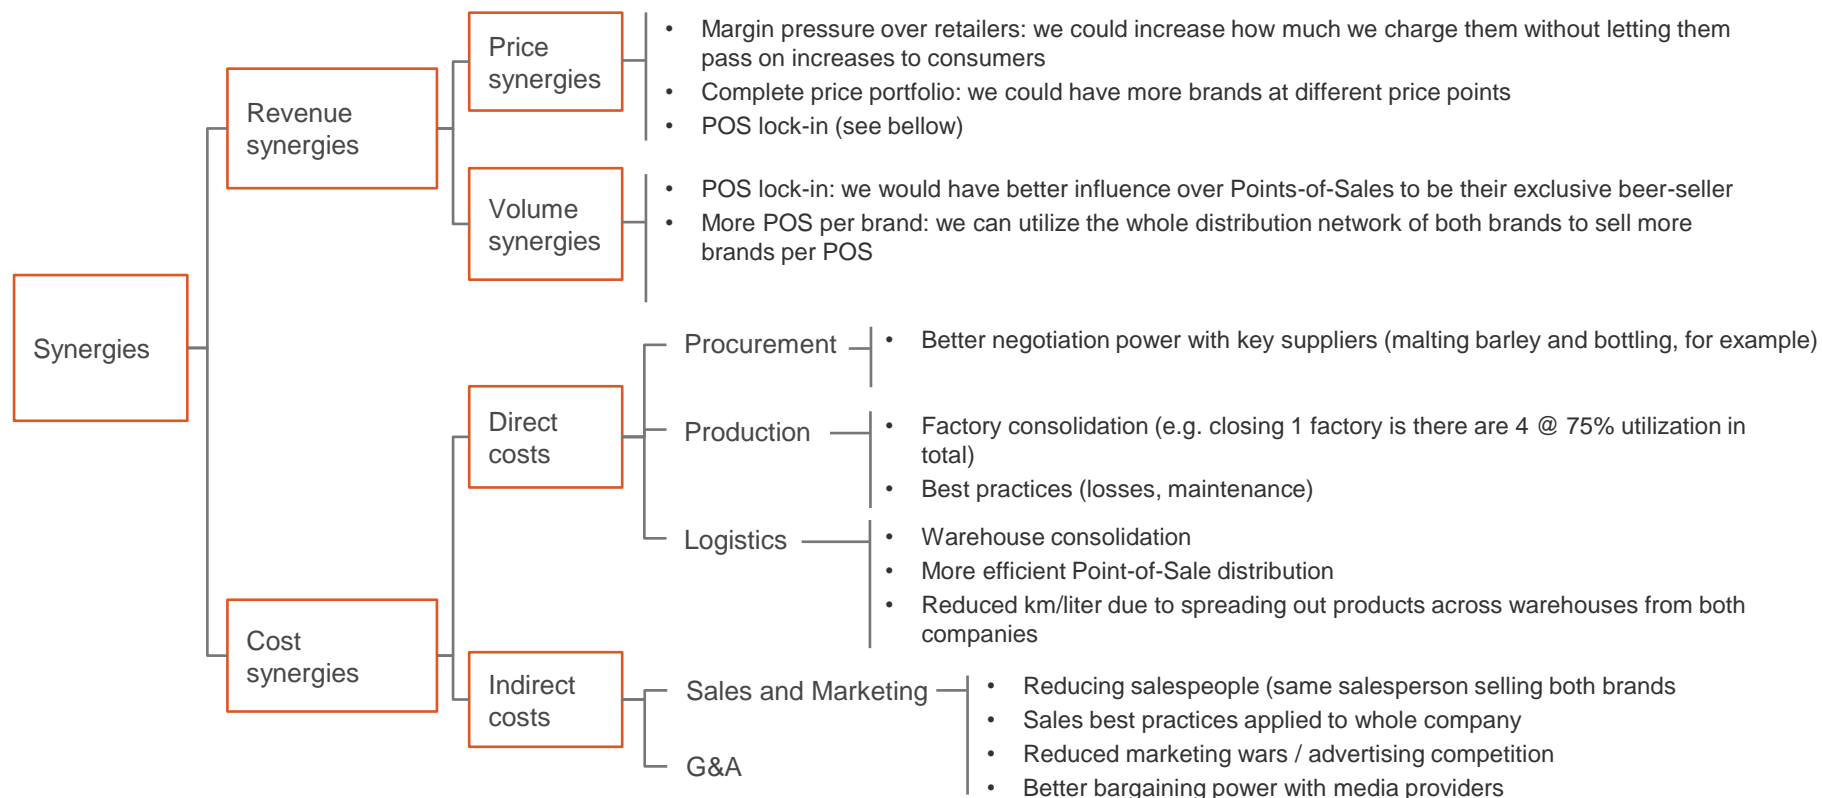 Synergies
Revenue
synergies
Price
synergies
• Margin pressure over retailers: we could increase how much we charge them without letting them
pass on increases to consumers
• Complete price portfolio: we could have more brands at different price points
• POS lock-in (see bellow)
Volume
synergies
• POS lock-in: we would have better influence over Points-of-Sales to be their exclusive beer-seller
• More POS per brand: we can utilize the whole distribution network of both brands to sell more
brands per POS
Cost
synergies
Direct
costs
Procurement
• Better negotiation power with key suppliers (malting barley and bottling, for example)
Production
• Factory consolidation (e.g. closing 1 factory is there are 4 @ 75% utilization in
total)
• Best practices (losses, maintenance)
Logistics
• Warehouse consolidation
• More efficient Point-of-Sale distribution
• Reduced km/liter due to spreading out products across warehouses from both
companies
Indirect
costs
Sales and Marketing
• Reducing salespeople (same salesperson selling both brands
• Sales best practices applied to whole company
• Reduced marketing wars / advertising competition
• Better bargaining power with media providers
G&A